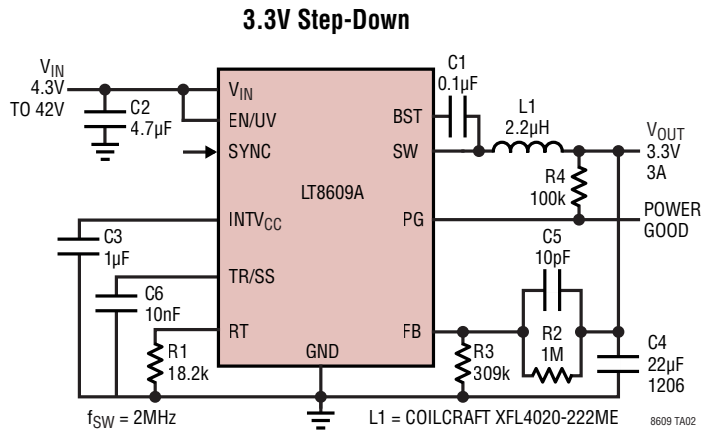 3.3V Step-Down
VIN
4.3V
TO 42V
C2
4.7µF
VIN
EN/UV
SYNC
INTVCC
TR/SS
RT
GND
LT8609A
BST
SW
PG
FB
C1
0.1µF
L1
2.2µH
VOUT
3.3V
3A
R4
100k
POWER
GOOD
C3
1µF
C6
10nF
R1
18.2k
C5
10pF
R2
1M
R3
309k
C4
22µF
1206
fSW = 2MHz
L1 = COILCRAFT XFL4020-222ME
8609 TA02